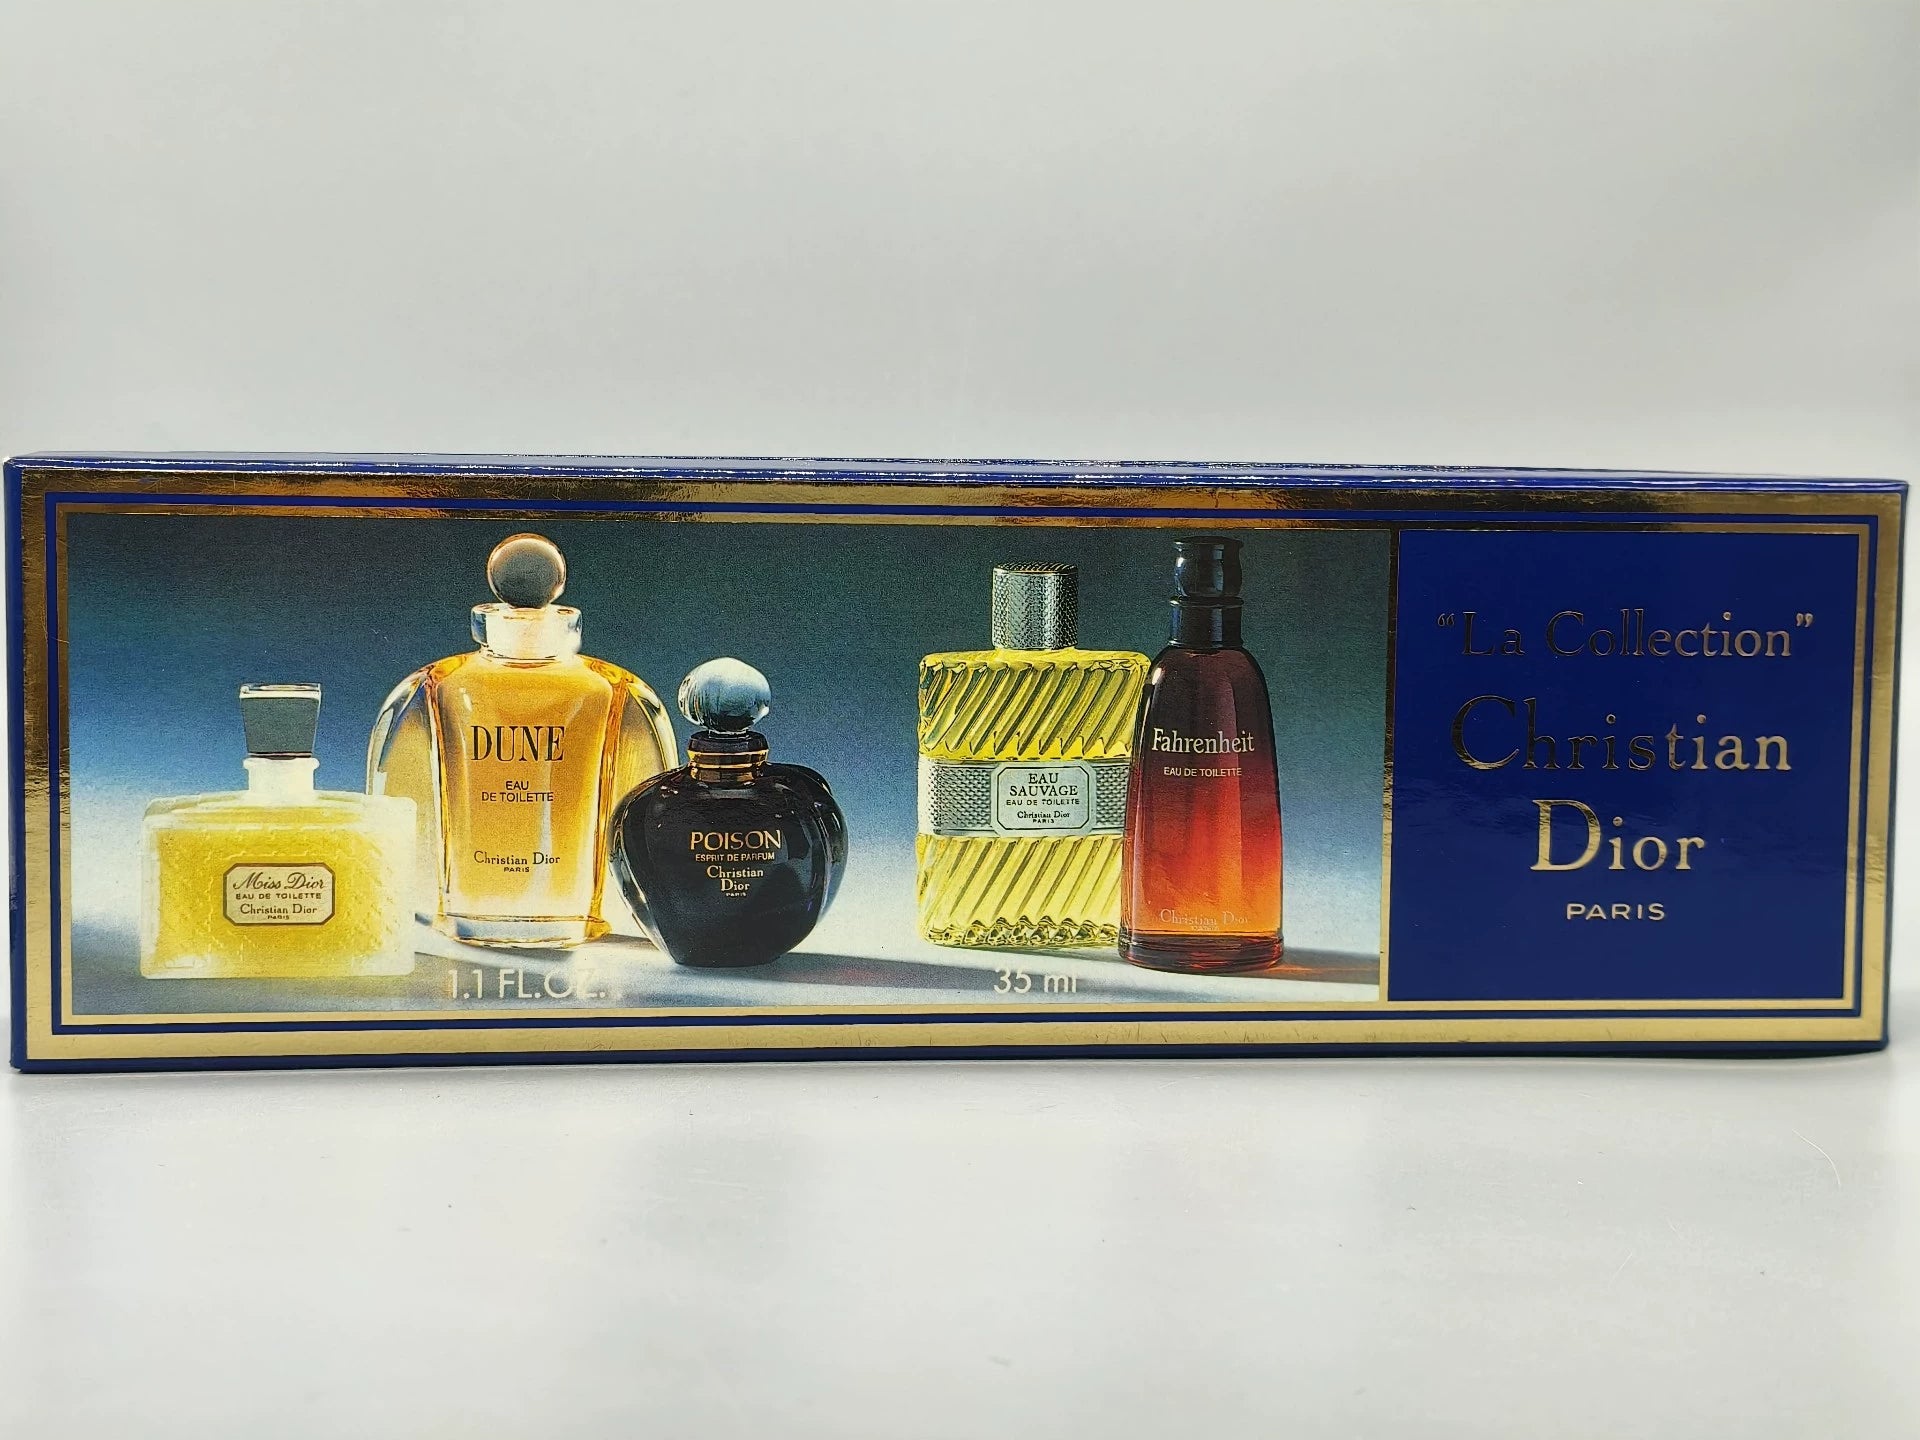 Miss Dior
EAU DE TOILETTE
Christian Dior
PARIS
DUNE
EAU
DE TOILETTE
Christian Dior
PARIS
POISON
ESPRIT DE PARFUM
Christian
Dior
PARIS
EAU
SAUVAGE
EAU DE TOILETTE
Christian Dior
PARIS
Fahrenheit
EAU DE TOILETTE
Christian Dior
PARIS
1.1 FL.OZ.
35 ml
“La Collection”
Christian
Dior
PARIS